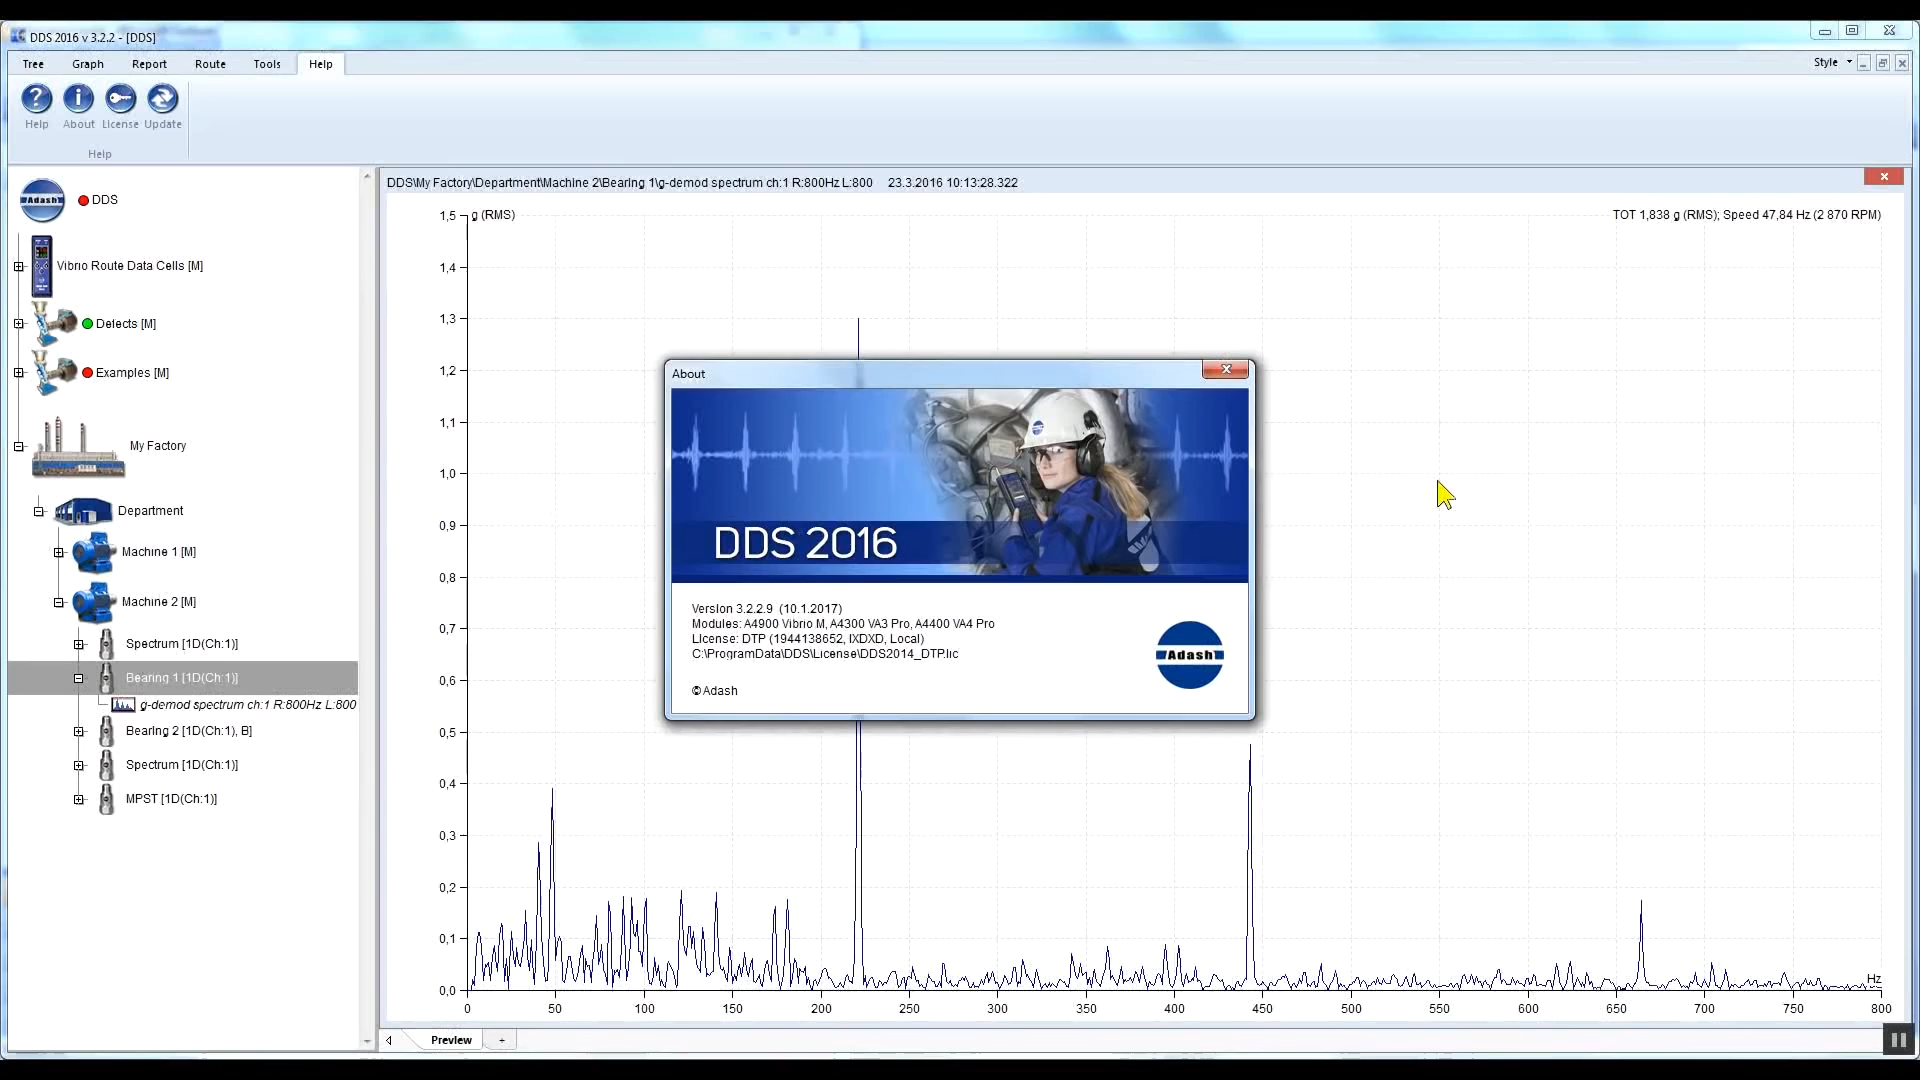 DDS 2016 v 3.2.2 - [DDS]
Tree Graph Report Route Tools Help Style
? i
Help About License Update
Help
Adash DDS
Vibrio Route Data Cells [M]
Defects [M]
Examples [M]
My Factory
Department
Machine 1 [M]
Machine 2 [M]
Spectrum [1D(Ch:1)]
Bearing 1 [1D(Ch:1)]
g-demod spectrum ch:1 R:800Hz L:800
Bearing 2 [1D(Ch:1), B]
Spectrum [1D(Ch:1)]
MPST [1D(Ch:1)]
DDS\My Factory\Department\Machine 2\Bearing 1\g-demod spectrum ch:1 R:800Hz L:800 23.3.2016 10:13:28.322
1,5 g (RMS) TOT 1,838 g (RMS); Speed 47,84 Hz (2 870 RPM)
1,4
1,3
1,2
1,1
1,0
0,9
0,8
0,7
0,6
0,5
0,4
0,3
0,2
0,1
0,0 Hz
0 50 100 150 200 250 300 350 400 450 500 550 600 650 700 750 800
About
DDS 2016
Version 3.2.2.9 (10.1.2017)
Modules: A4900 Vibrio M, A4300 VA3 Pro, A4400 VA4 Pro
License: DTP (1944138652, IXDXD, Local)
C:\ProgramData\DDS\License\DDS2014_DTP.lic
Adash
© Adash
Preview +